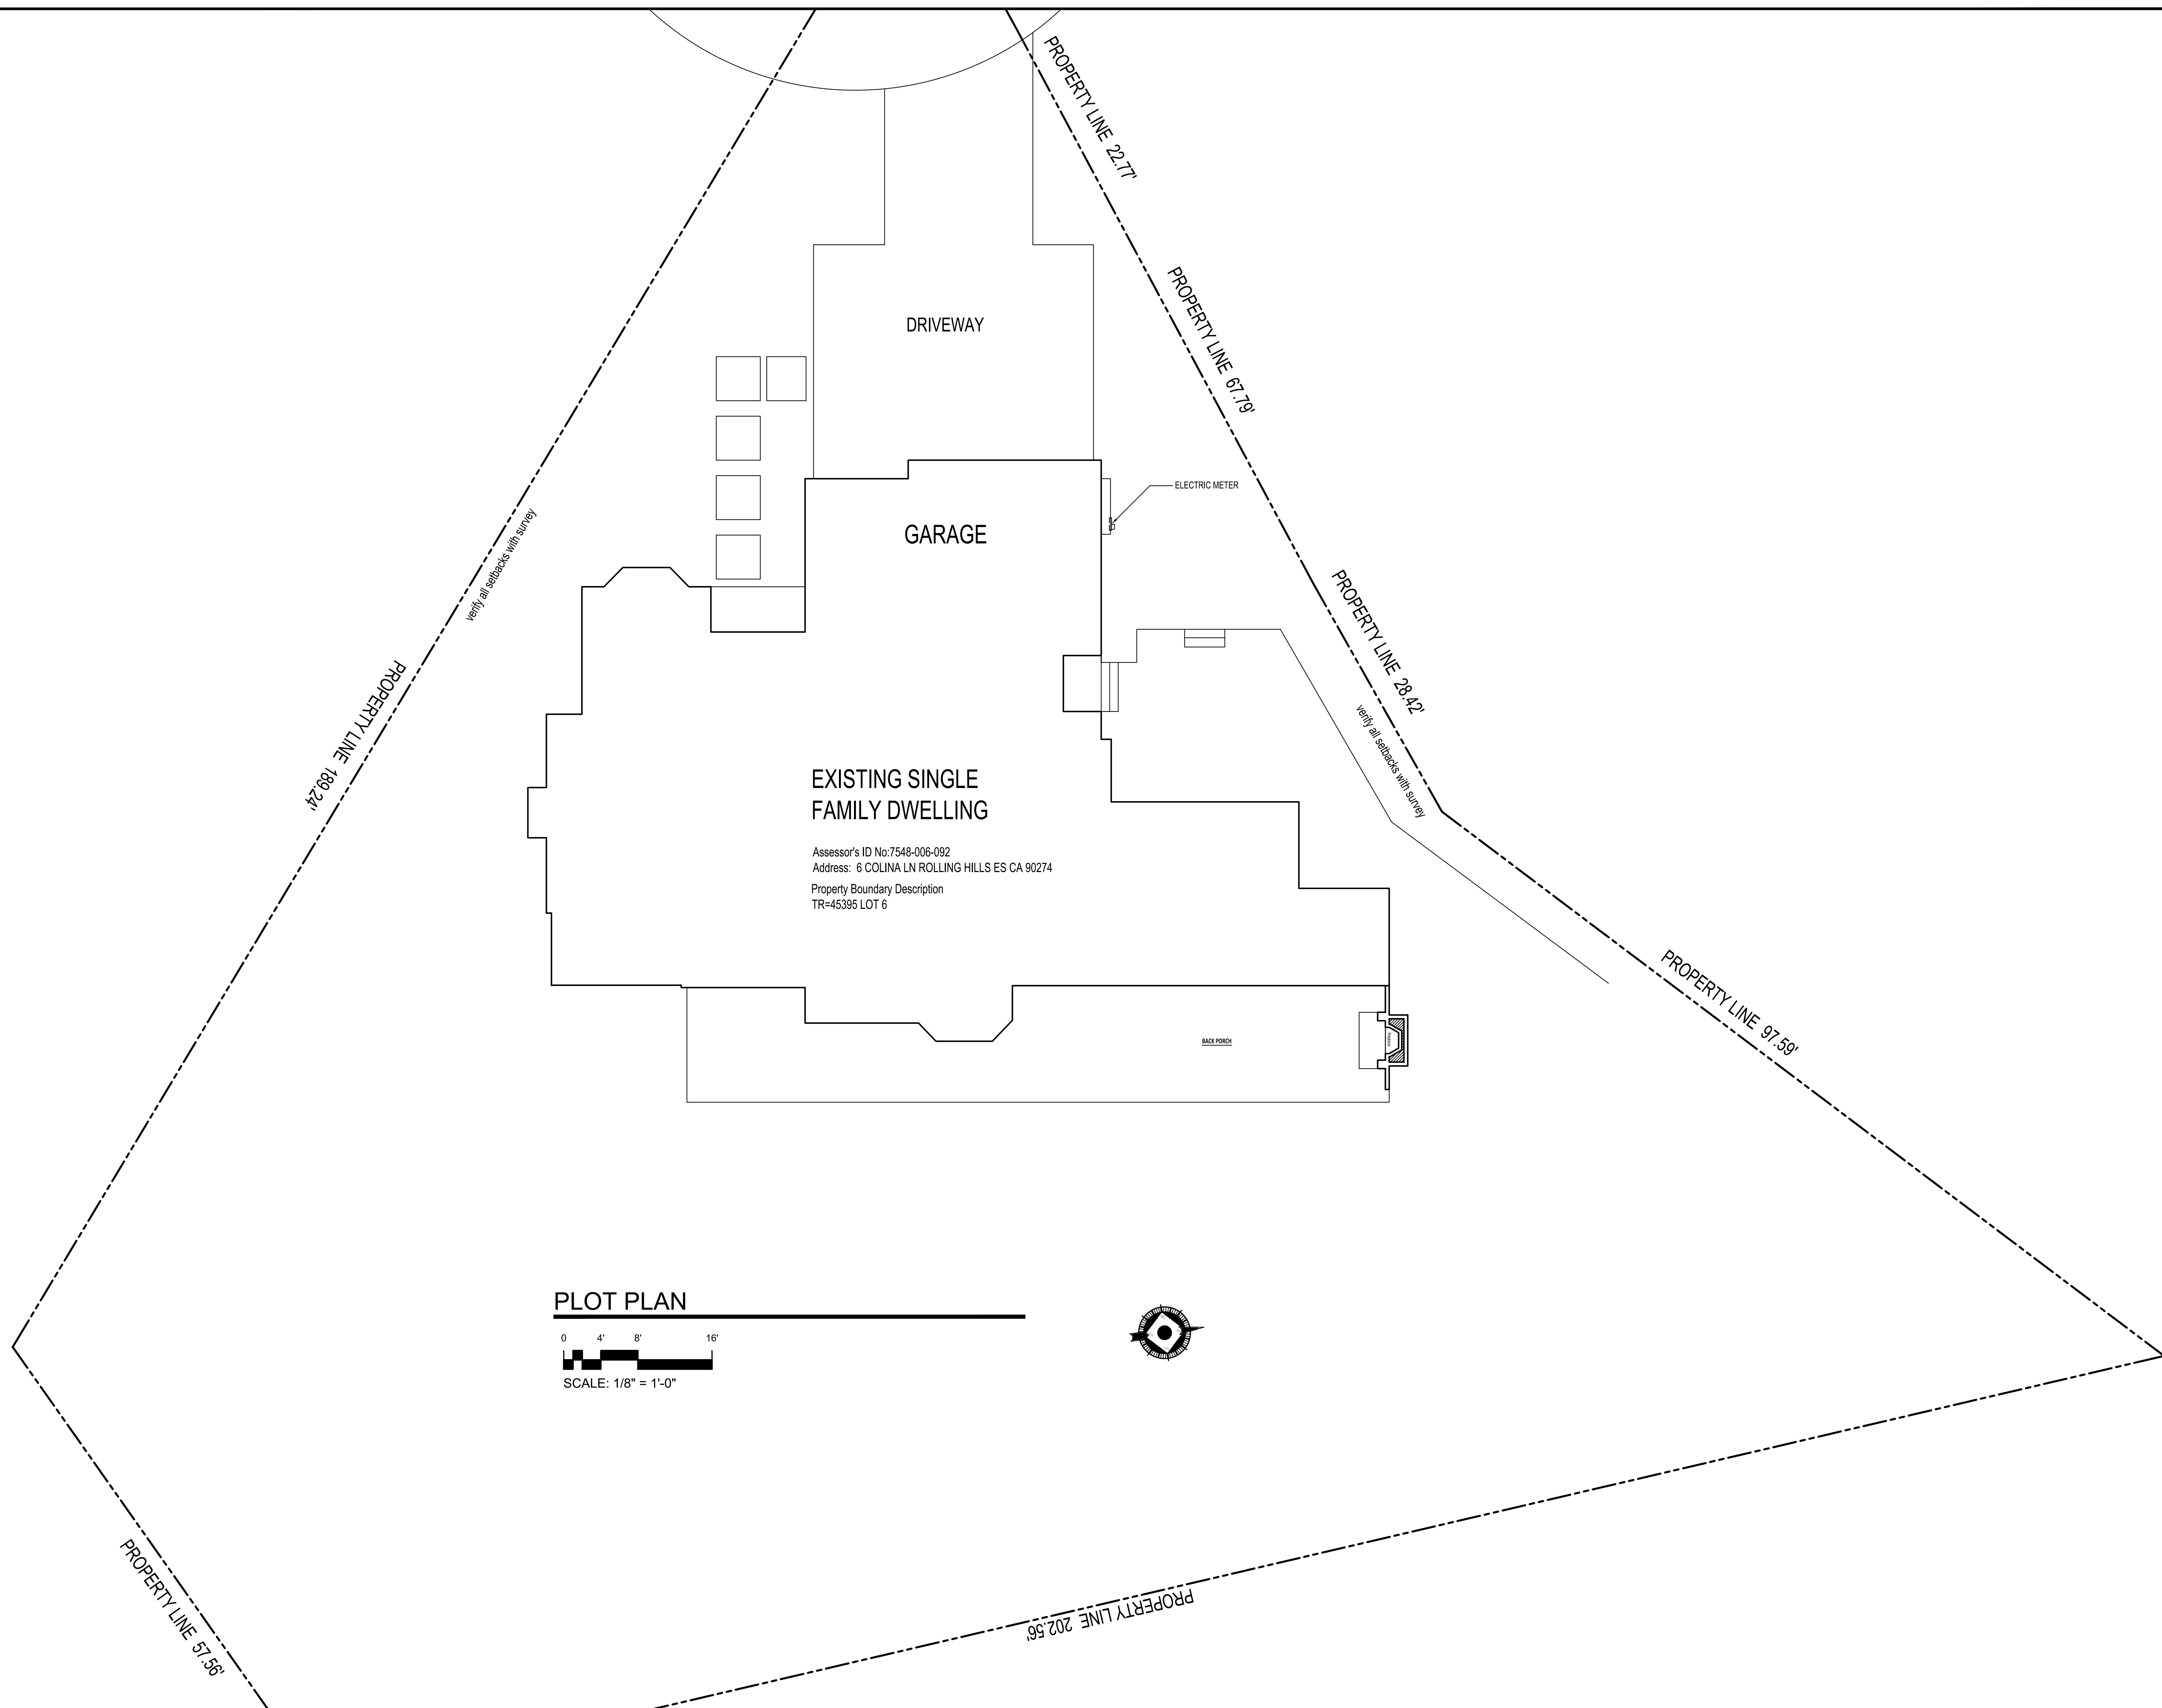 PROPERTY LINE 22.77'
PROPERTY LINE 67.79'
DRIVEWAY
ELECTRIC METER
GARAGE
verify all setbacks with survey
PROPERTY LINE 28.42'
PROPERTY LINE 189.24'
verify all setbacks with survey
EXISTING SINGLE
FAMILY DWELLING
Assessor's ID No:7548-006-092
Address: 6 COLINA LN ROLLING HILLS ES CA 90274
Property Boundary Description
TR=45395 LOT 6
PROPERTY LINE 97.59'
BACK PORCH
PLOT PLAN
0 4' 8' 16'
SCALE: 1/8" = 1'-0"
PROPERTY LINE 57.56'
PROPERTY LINE 202.56'